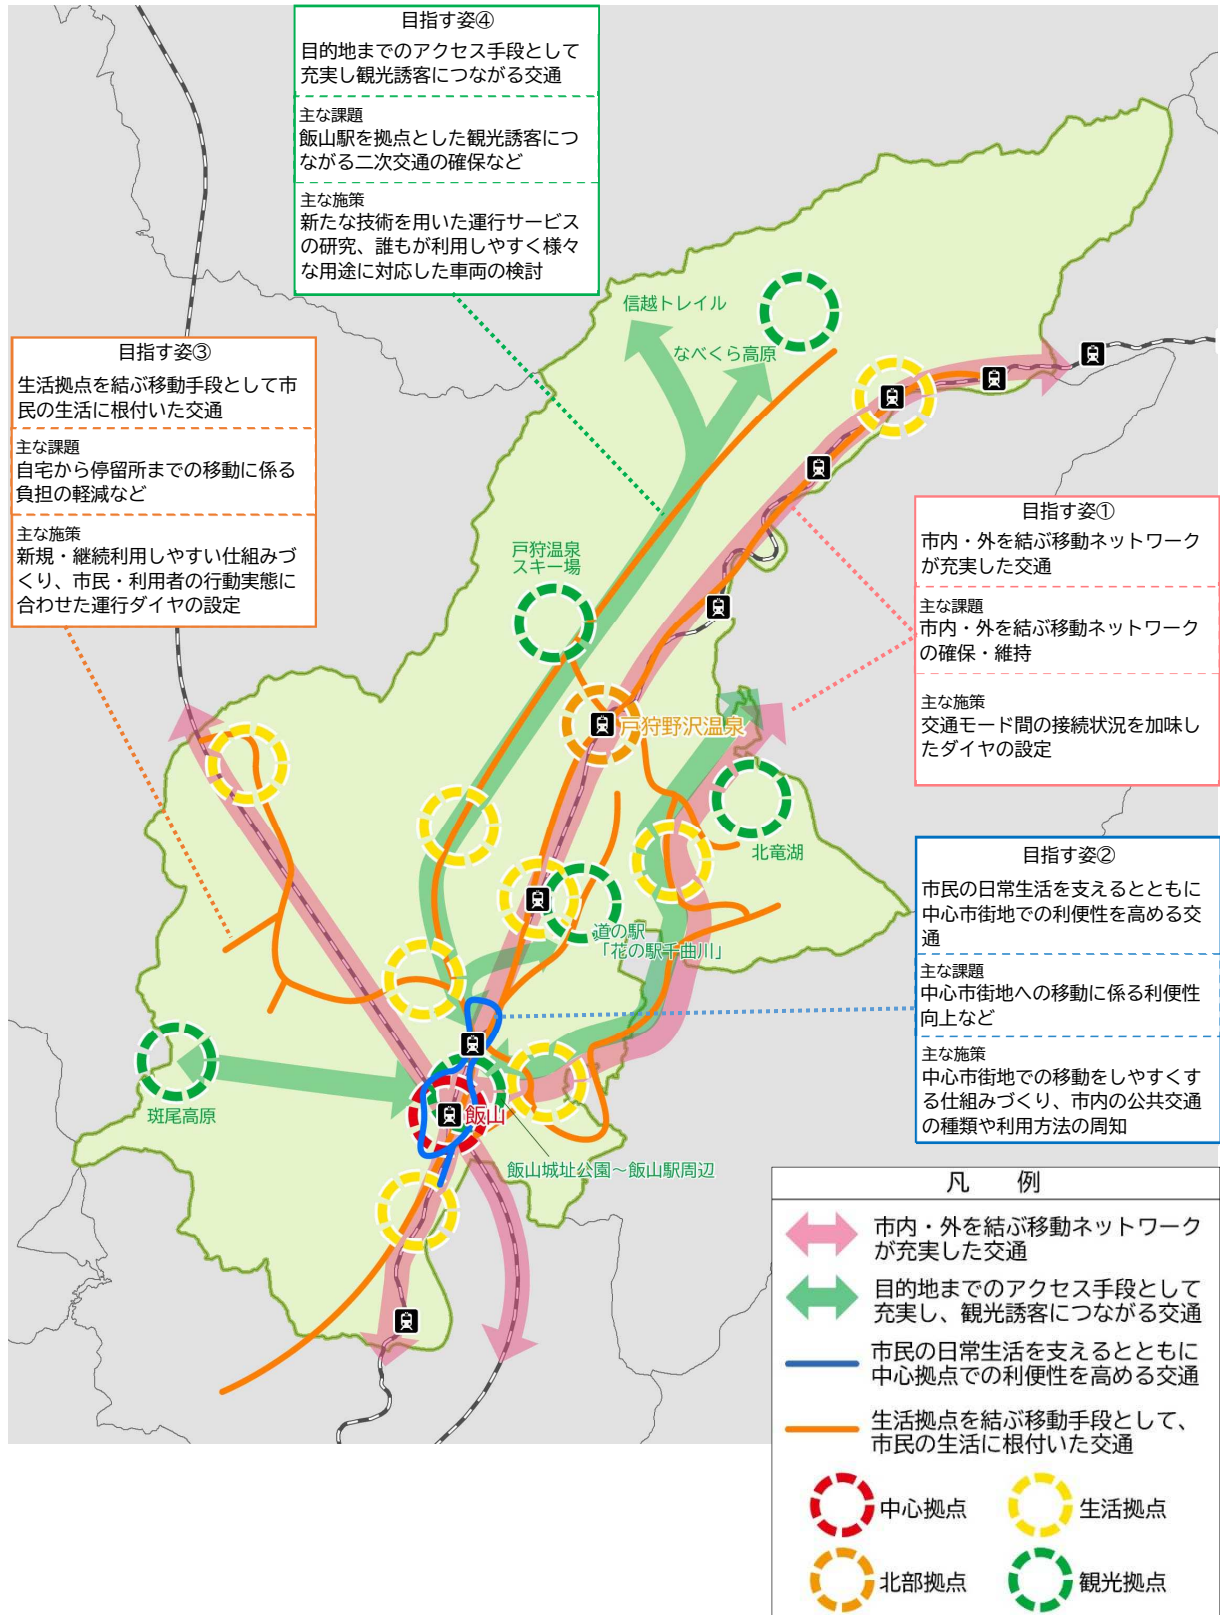 目指す姿④
目的地までのアクセス手段として
充実し観光誘客につながる交通
主な課題
飯山駅を拠点とした観光誘客につ
ながる二次交通の確保など
主な施策
新たな技術を用いた運行サービス
の研究、誰もが利用しやすく様々
な用途に対応した車両の検討
目指す姿③
生活拠点を結ぶ移動手段として市
民の生活に根付いた交通
主な課題
自宅から停留所までの移動に係る
負担の軽減など
主な施策
新規・継続利用しやすい仕組みづ
くり、市民・利用者の行動実態に
合わせた運行ダイヤの設定
信越トレイル
なべくら高原
戸狩温泉
スキー場
戸狩野沢温泉
北竜湖
道の駅
「花の駅千曲川」
斑尾高原
飯山
飯山城址公園～飯山駅周辺
目指す姿①
市内・外を結ぶ移動ネットワーク
が充実した交通
主な課題
市内・外を結ぶ移動ネットワーク
の確保・維持
主な施策
交通モード間の接続状況を加味し
たダイヤの設定
目指す姿②
市民の日常生活を支えるとともに
中心市街地での利便性を高める交
通
主な課題
中心市街地への移動に係る利便性
向上など
主な施策
中心市街地での移動をしやすくす
る仕組みづくり、市内の公共交通
の種類や利用方法の周知
凡　例
市内・外を結ぶ移動ネットワーク
が充実した交通
目的地までのアクセス手段として
充実し、観光誘客につながる交通
市民の日常生活を支えるとともに
中心拠点での利便性を高める交通
生活拠点を結ぶ移動手段として、
市民の生活に根付いた交通
中心拠点
生活拠点
北部拠点
観光拠点